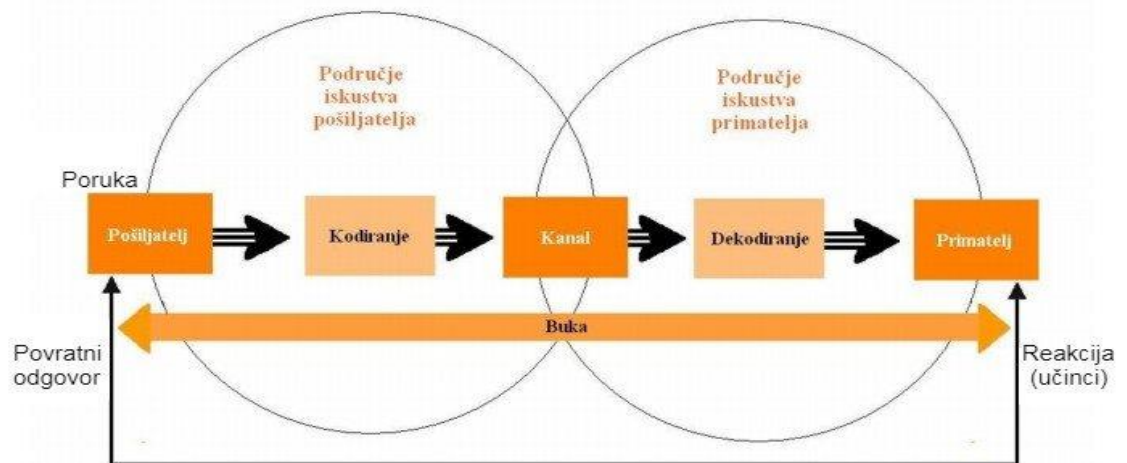 Područje
iskustva
pošiljatelja
Područje
iskustva
primatelja
Poruka
Pošiljatelj
Kodiranje
Kanal
Dekodiranje
Primatelj
Buka
Povratni
odgovor
Reakcija
(učinci)